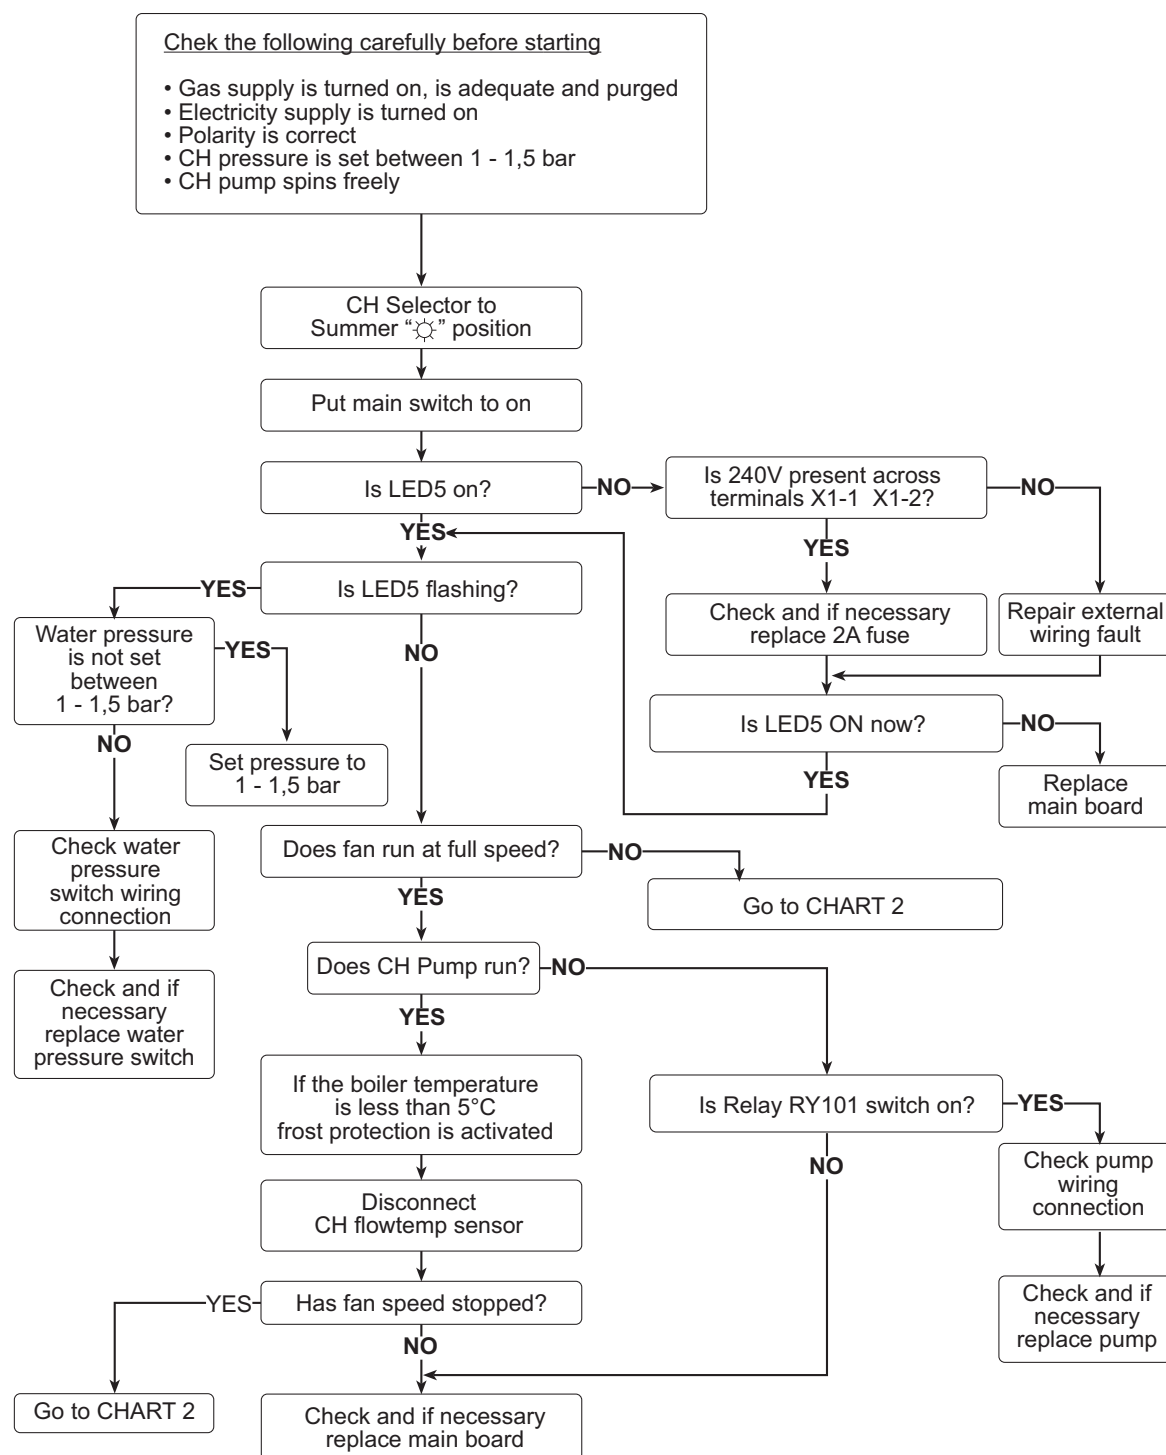 Chek the following carefully before starting
• Gas supply is turned on, is adequate and purged
• Electricity supply is turned on
• Polarity is correct
• CH pressure is set between 1 - 1,5 bar
• CH pump spins freely
CH Selector to
Summer “☼” position
Put main switch to on
Is LED5 on?
NO
Is 240V present across
terminals X1-1 X1-2?
NO
YES
YES
Is LED5 flashing?
YES
Check and if necessary
replace 2A fuse
Repair external
wiring fault
Water pressure
is not set
between
1 - 1,5 bar?
YES
NO
Is LED5 ON now?
NO
NO
Set pressure to
1 - 1,5 bar
YES
Replace
main board
Check water
pressure
switch wiring
connection
Does fan run at full speed?
NO
YES
Go to CHART 2
Does CH Pump run?
NO
Check and if
necessary
replace water
pressure switch
YES
If the boiler temperature
is less than 5°C
frost protection is activated
Is Relay RY101 switch on?
YES
NO
Check pump
wiring
connection
Disconnect
CH flowtemp sensor
Has fan speed stopped?
YES
NO
Check and if
necessary
replace pump
Go to CHART 2
Check and if necessary
replace main board